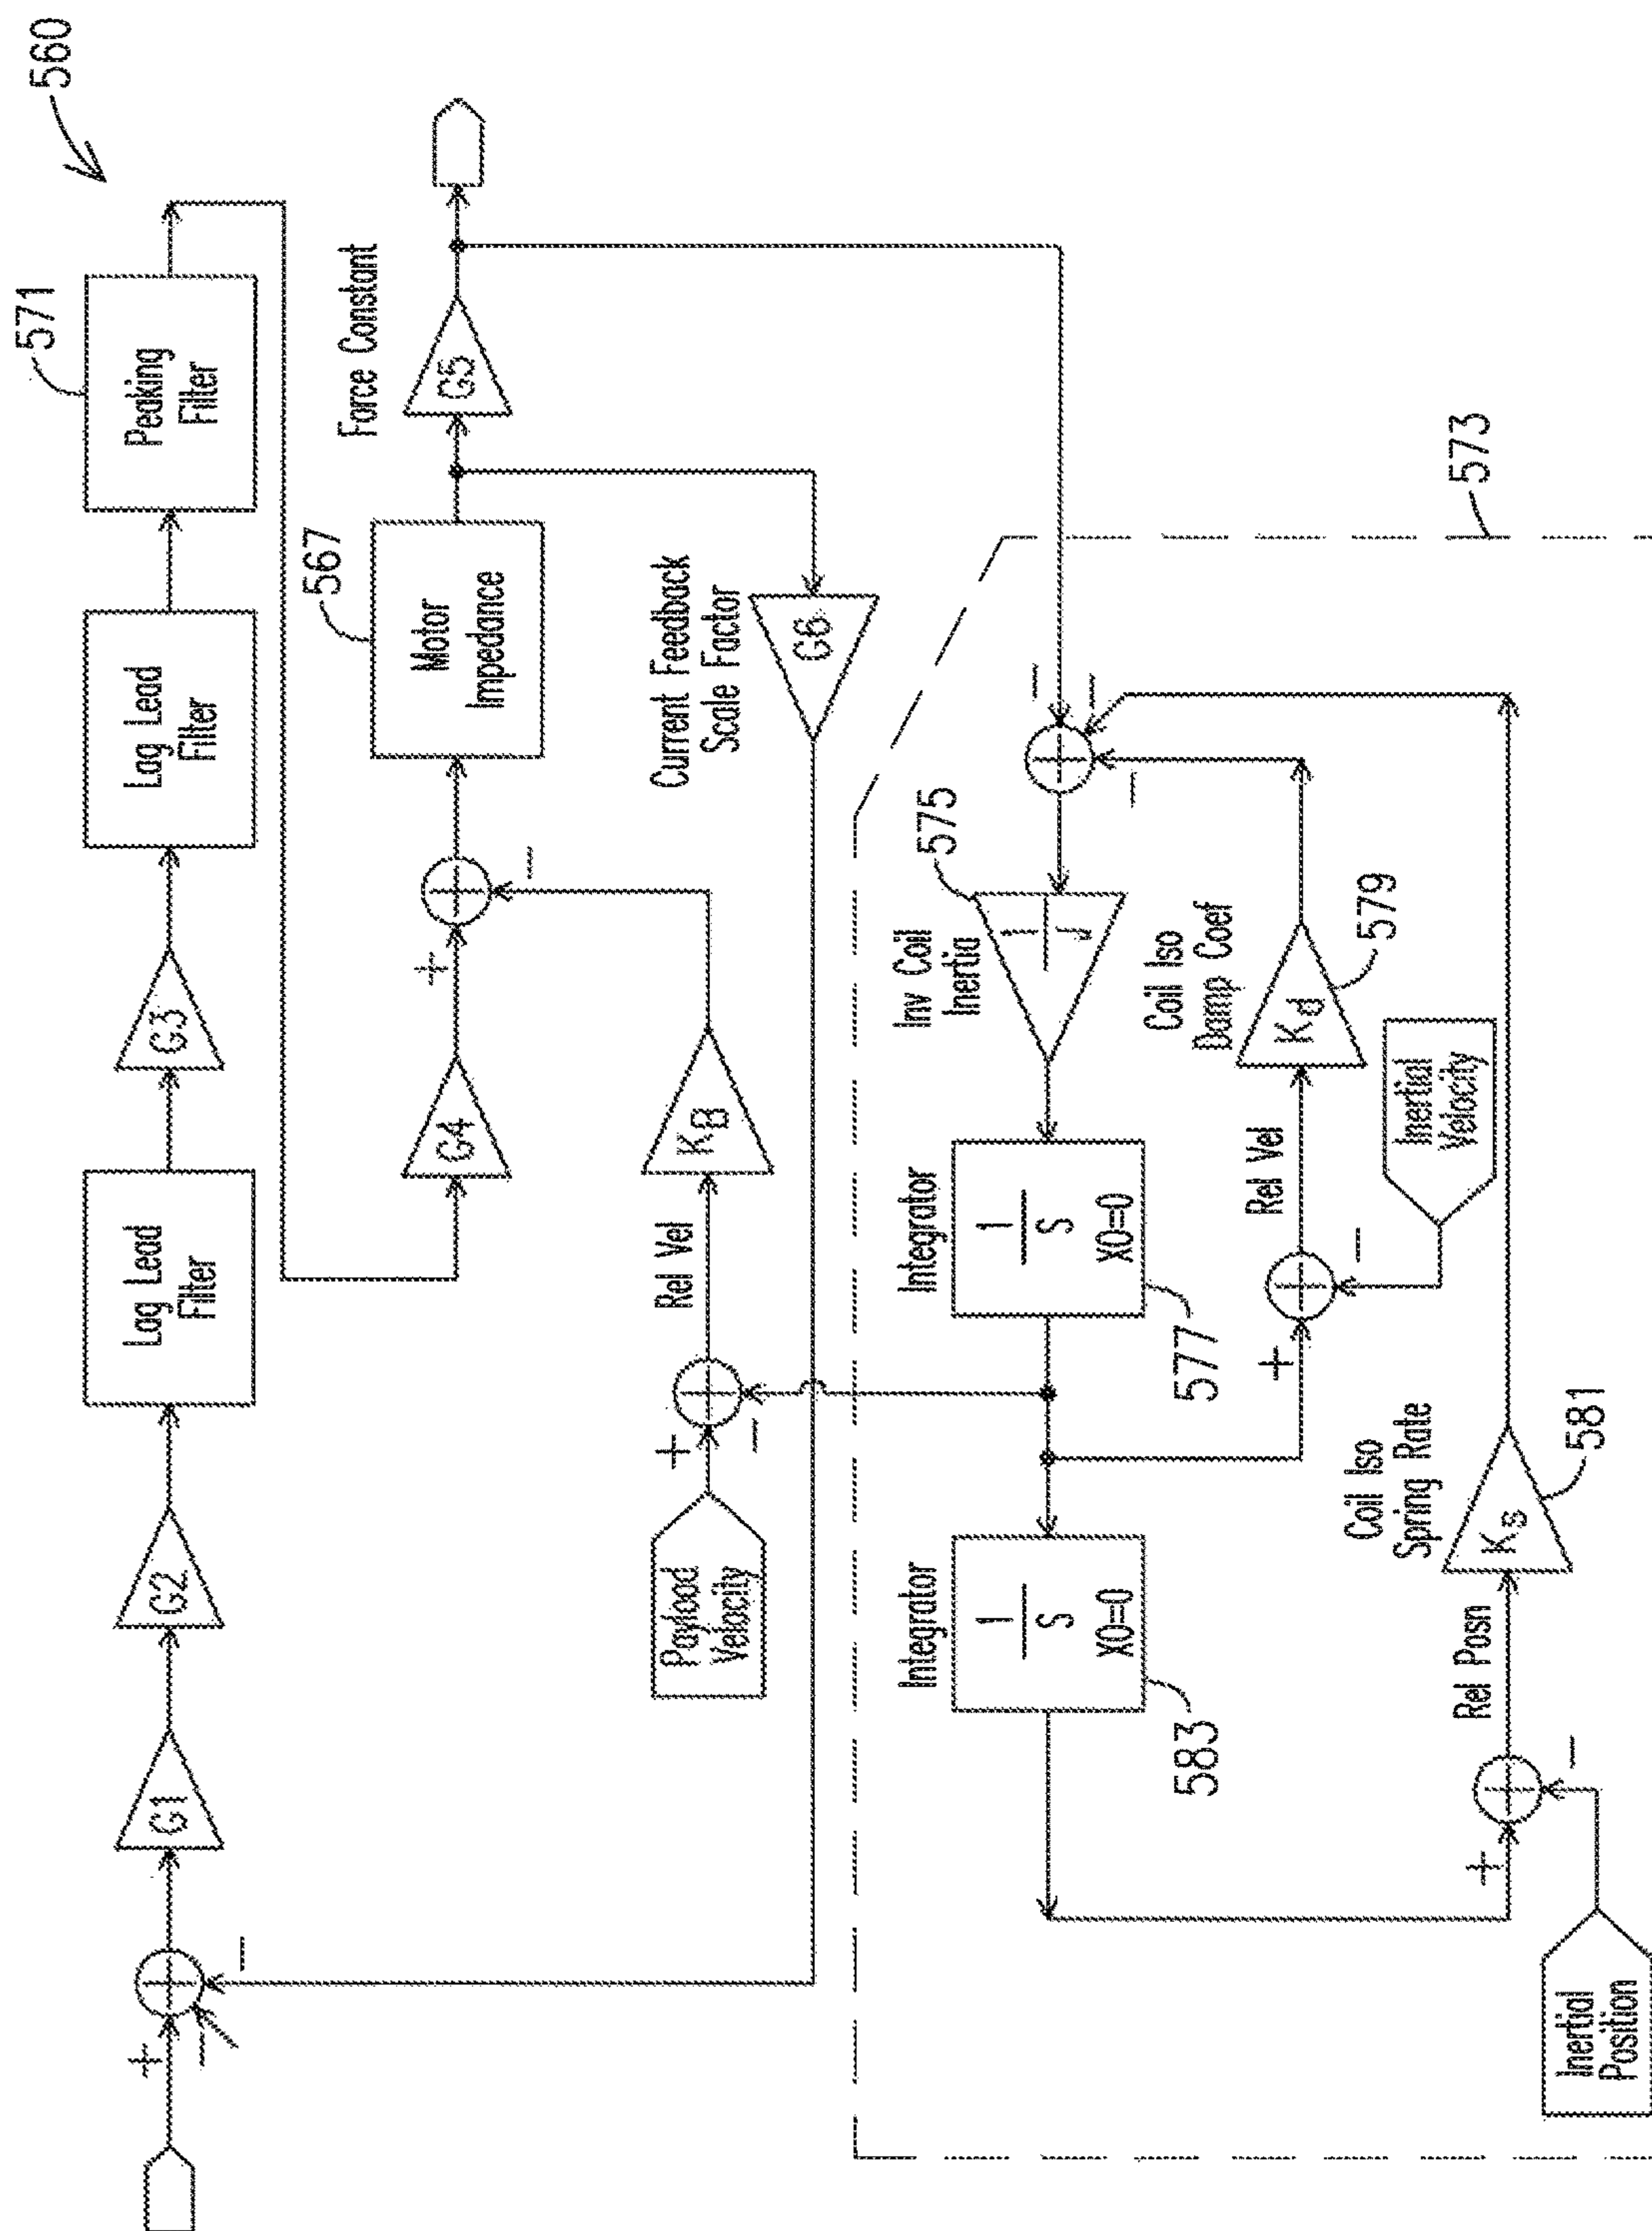 560
571
G1
G2
Lag Lead
Filter
G3
Lag Lead
Filter
Peaking
Filter
+
−
−
567
G4
+
−
Motor
Impedance
Force Constant
G5
Payload
Velocity
+
−
Rel Vel
K_B
Current Feedback
Scale Factor
G6
573
Integrator
1
S
X0=0
583
Integrator
1
S
X0=0
577
Inv Coil
Inertia
1
J
575
−
−
−
+
−
Rel Vel
Coil Iso
Damp Coef
K_d
579
Inertial
Velocity
Inertial
Position
+
−
Rel Posn
Coil Iso
Spring Rate
K_s
581